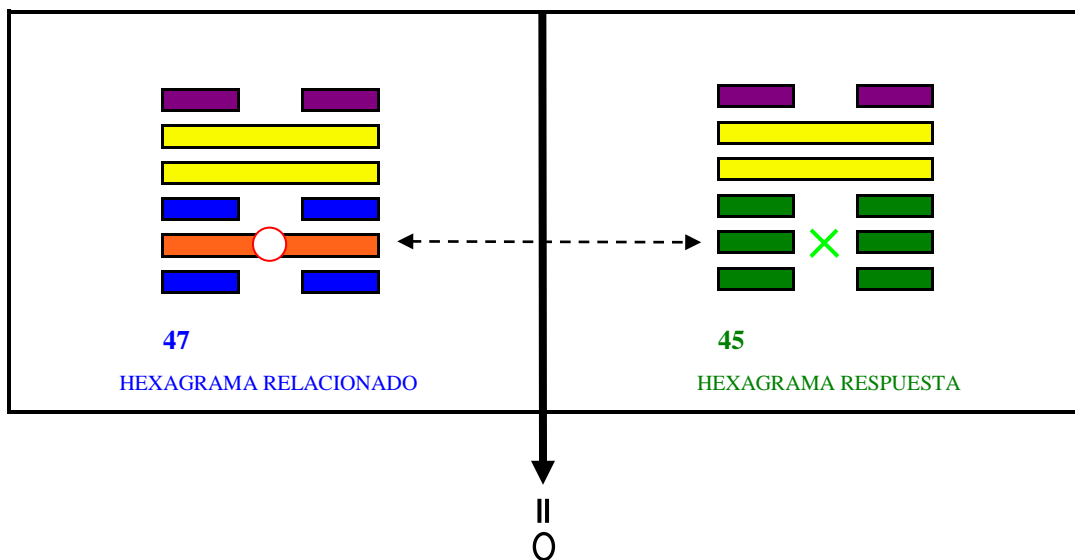 47
HEXAGRAMA RELACIONADO
45
HEXAGRAMA RESPUESTA
=
O